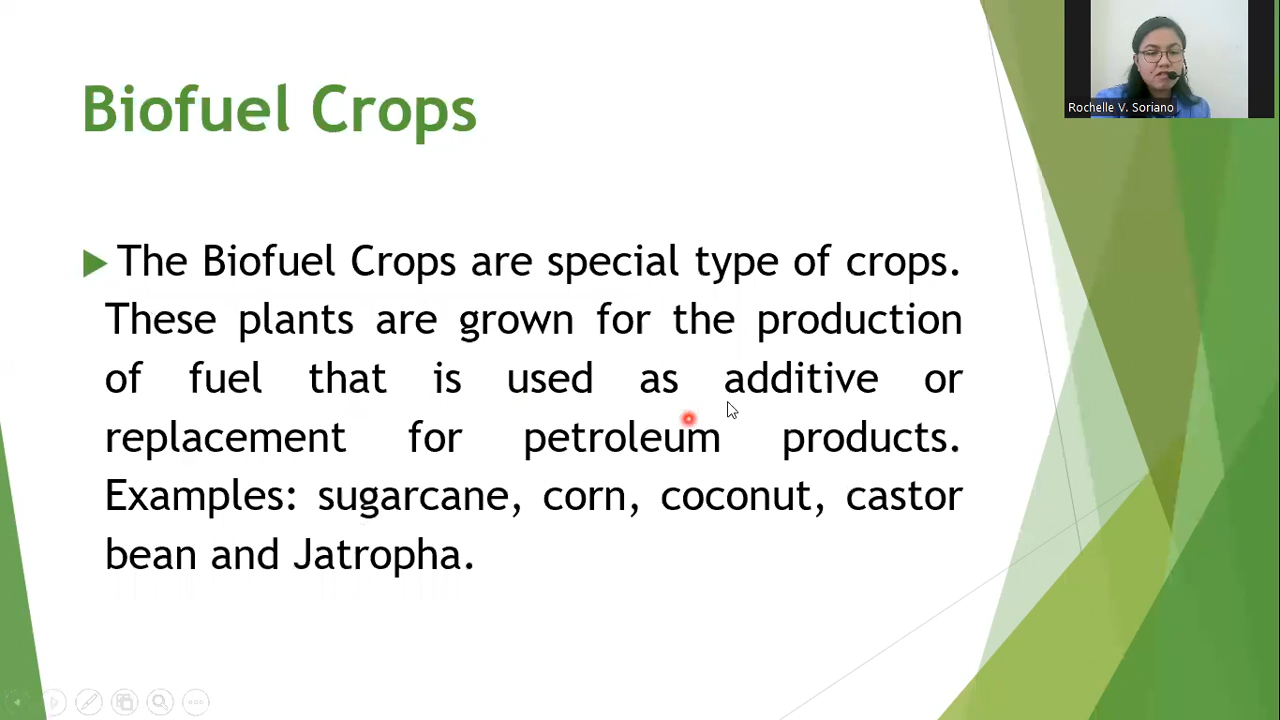 Biofuel Crops
The Biofuel Crops are special type of crops.
These plants are grown for the production
of fuel that is used as additive or
replacement for petroleum products.
Examples: sugarcane, corn, coconut, castor
bean and Jatropha.
Rochelle V. Soriano